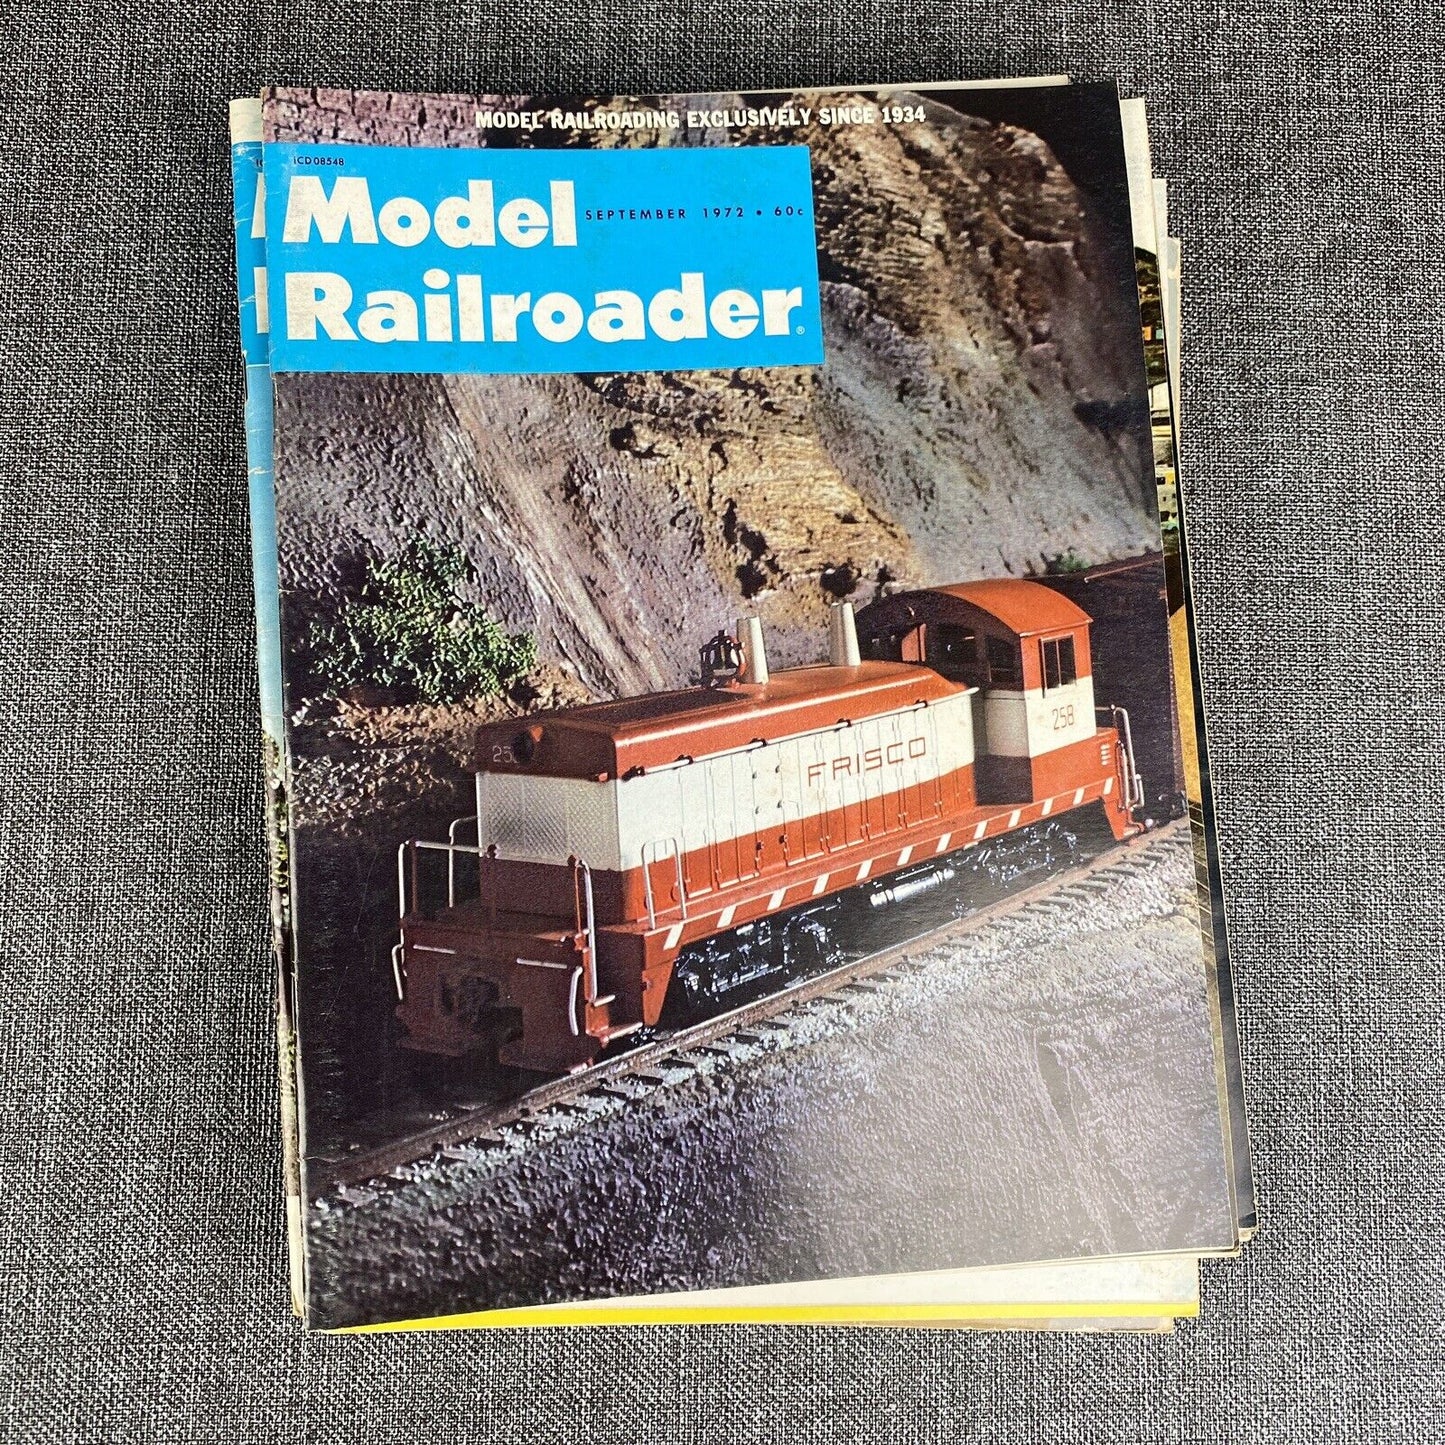 MODEL RAILROADING EXCLUSIVELY SINCE 1934
ICD08548
Model SEPTEMBER 1972 • 60c
Railroader®
258
FRISCO